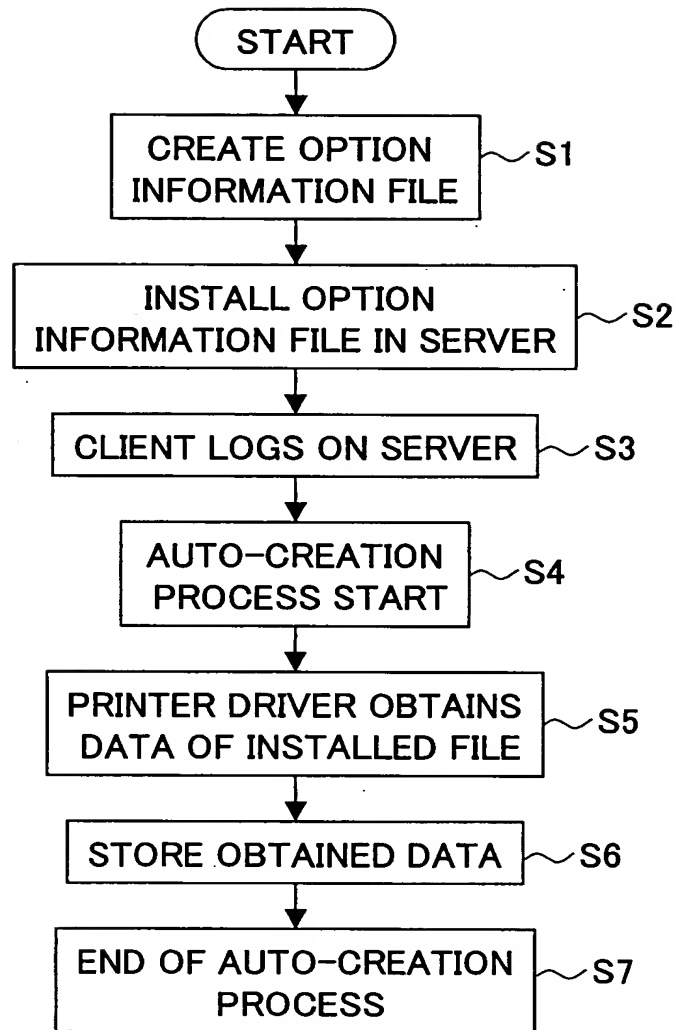 START
CREATE OPTION
INFORMATION FILE
S1
INSTALL OPTION
INFORMATION FILE IN SERVER
S2
CLIENT LOGS ON SERVER
S3
AUTO-CREATION
PROCESS START
S4
PRINTER DRIVER OBTAINS
DATA OF INSTALLED FILE
S5
STORE OBTAINED DATA
S6
END OF AUTO-CREATION
PROCESS
S7